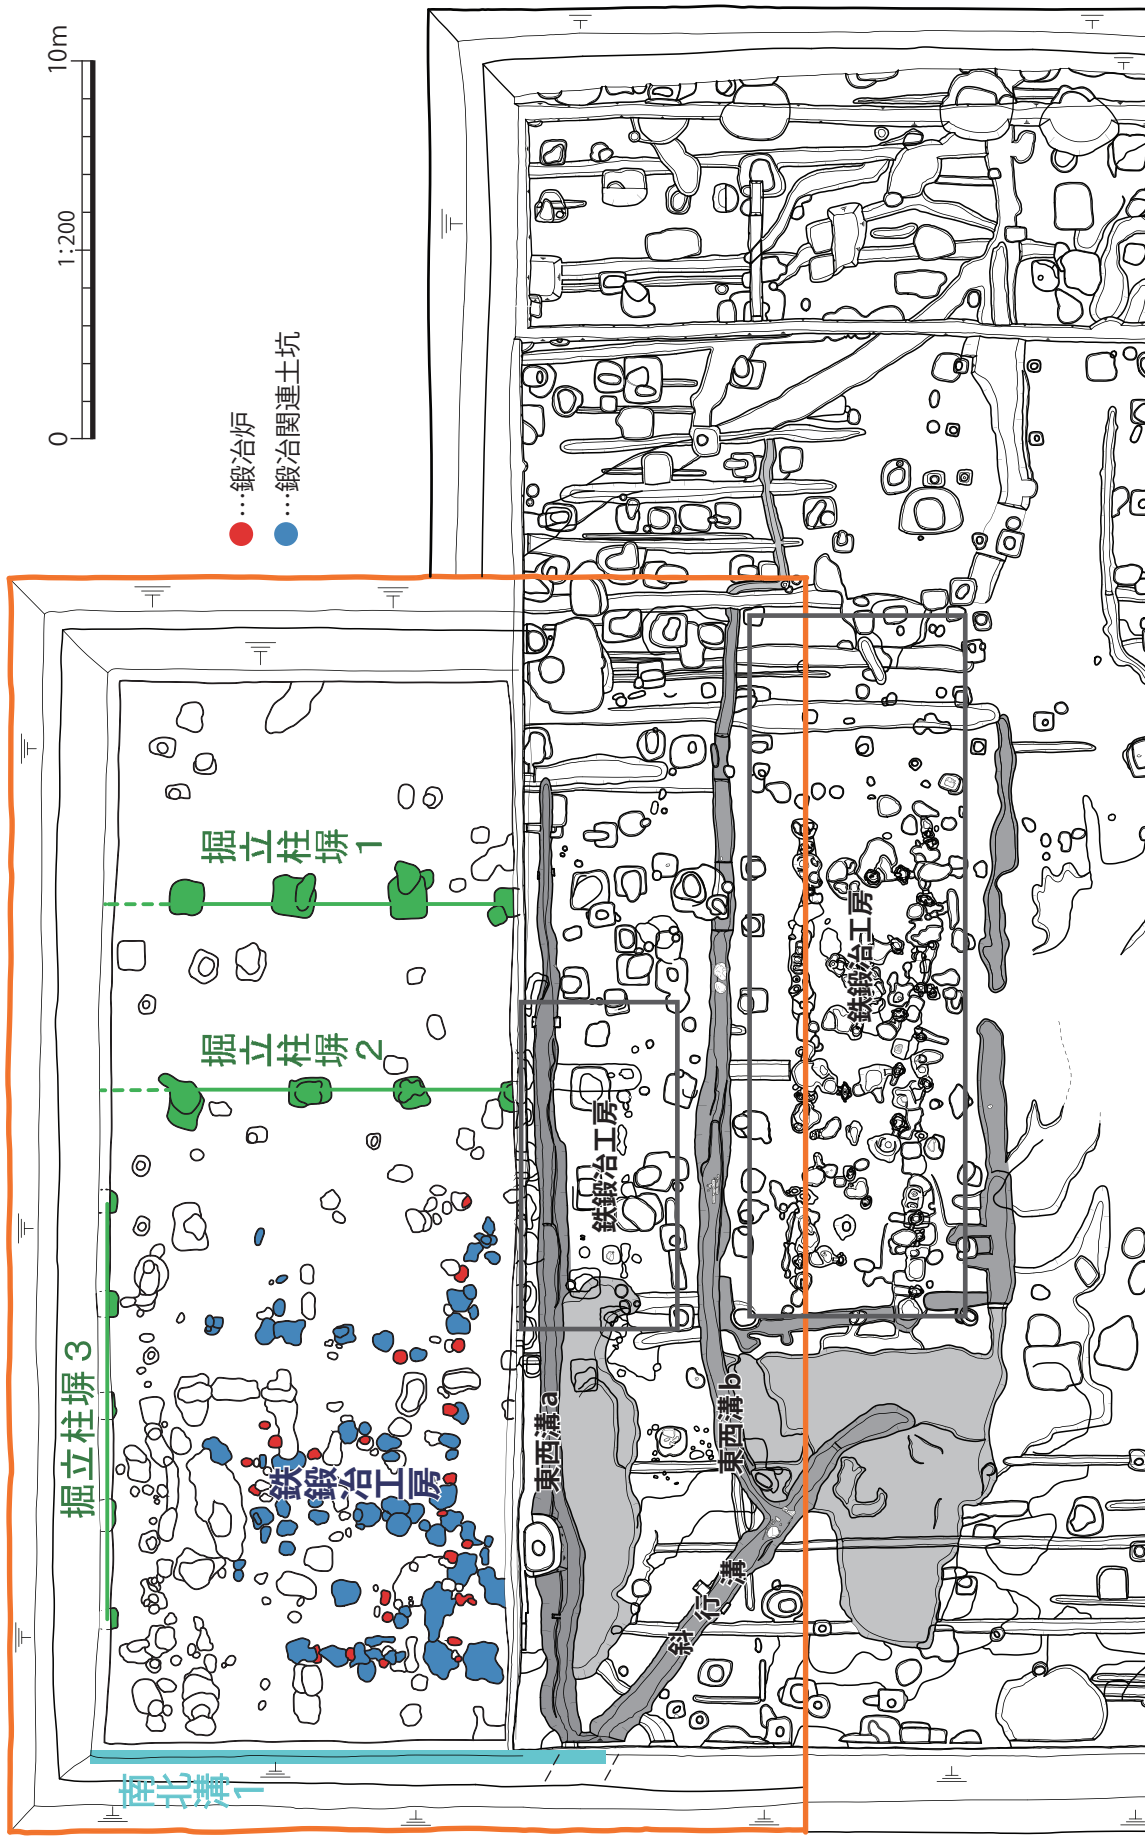 0 1:200 10m
…鍛冶炉
…鍛冶関連土坑
掘立柱塀1
掘立柱塀2
掘立柱塀3
鉄鍛冶工房
鉄鍛冶工房
鉄鍛冶工房
東西溝a
東西溝b
斜行溝
南北溝1